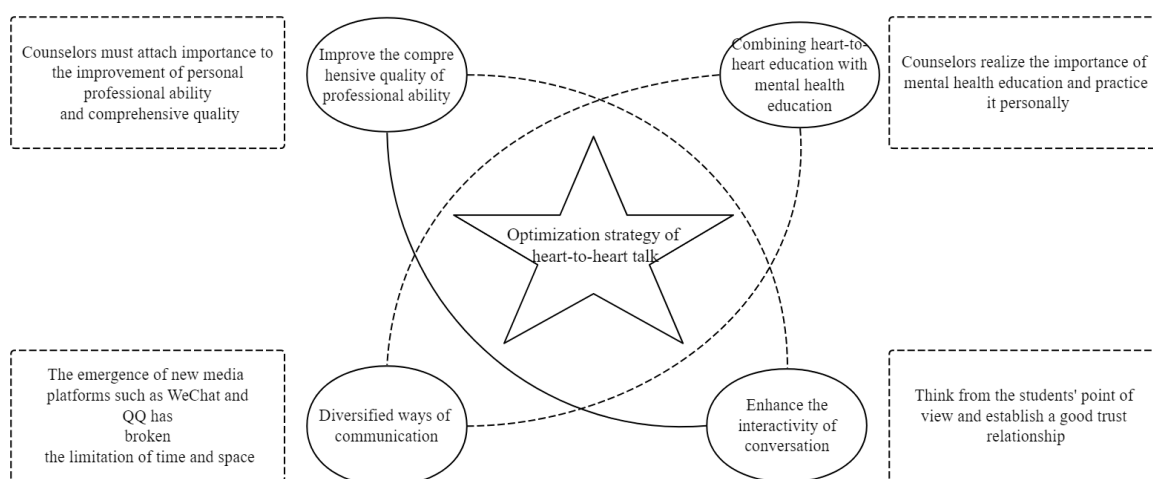 Counselors must attach importance to
the improvement of personal
professional ability
and comprehensive quality
Improve the compre
hensive quality of
professional ability
Combining heart-to-
heart education with
mental health
education
Counselors realize the importance of
mental health education and practice
it personally
Optimization strategy of
heart-to-heart talk
The emergence of new media
platforms such as WeChat and
QQ has
broken
the limitation of time and space
Diversified ways of
communication
Enhance the
interactivity of
conversation
Think from the students' point of
view and establish a good trust
relationship